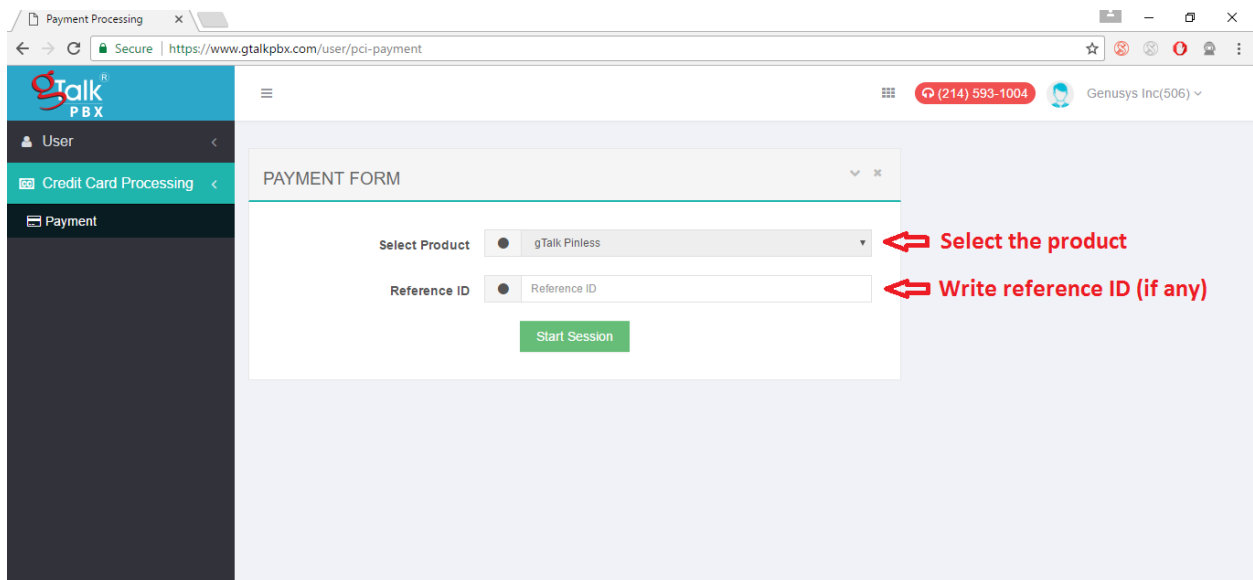 Payment Processing
Secure https://www.gtalkpbx.com/user/pci-payment
gTalk®
PBX
(214) 593-1004
Genusys Inc(506)
User
Credit Card Processing
Payment
PAYMENT FORM
Select Product gTalk Pinless
Select the product
Reference ID Reference ID
Write reference ID (if any)
Start Session